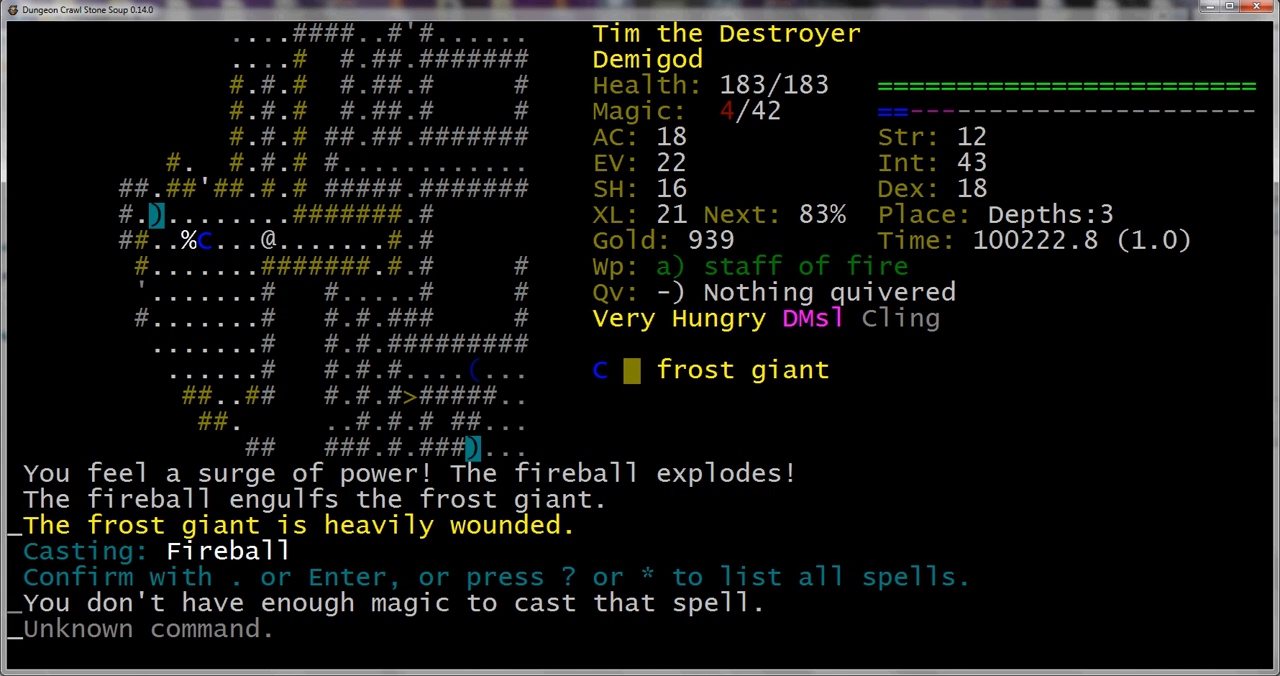 Dungeon Crawl Stone Soup 0.14.0
....####..#'#......   Tim the Destroyer
....#  #.##.#######   Demigod
#.#.#  #.##.#     #   Health: 183/183 ========================
#.#.#  #.##.#     #   Magic:  4/42 ==----------------------
#.#.# ##.##.#######   AC: 18   Str: 12
#.  #.#.# #............   EV: 22   Int: 43
##.##'##.#.# #####.#######   SH: 16   Dex: 18
#.)........#######.#   XL: 21 Next: 83%   Place: Depths:3
##..%C...@.......#.#   Gold: 939   Time: 100222.8 (1.0)
#.......#######.#.#     #   Wp: a) staff of fire
'.......#   #.....#     #   Qv: -) Nothing quivered
#.......#   #.#.###     #   Very Hungry DMsl Cling
.......#   #.#.#########
......#   #.#.#....(...   C   frost giant
##..##   #.#.>#####..
##.      ..#.#.# ##...
##   ###.#.###)...
You feel a surge of power! The fireball explodes!
The fireball engulfs the frost giant.
_The frost giant is heavily wounded.
Casting: Fireball
Confirm with . or Enter, or press ? or * to list all spells.
_You don't have enough magic to cast that spell.
_Unknown command.